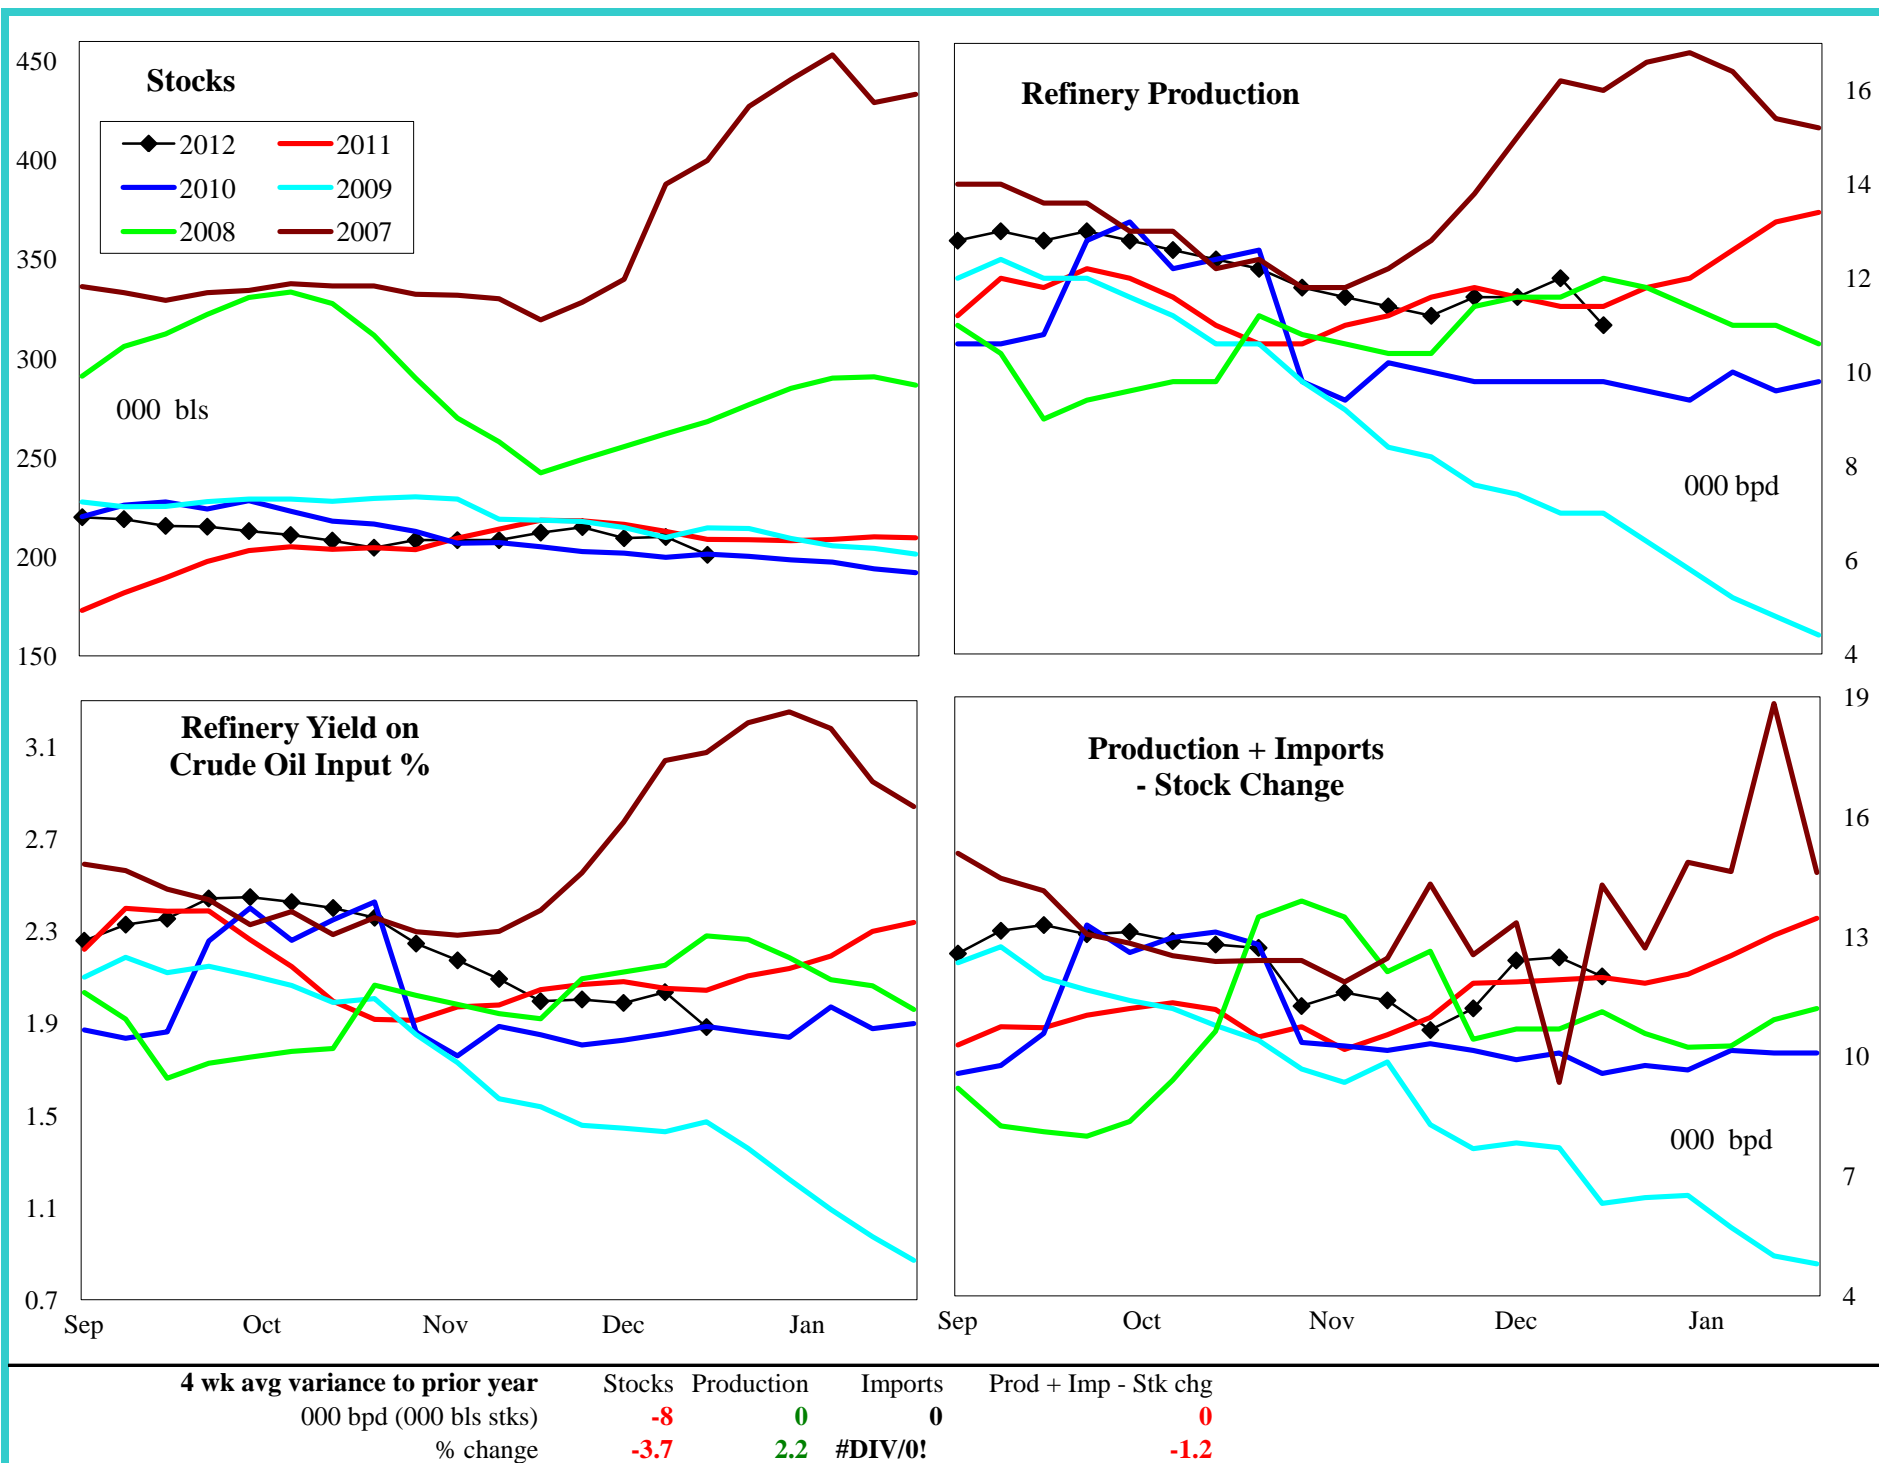 Stocks
450
400
350
300
250
200
150
2012 2011
2010 2009
2008 2007
000 bls
Refinery Production
16
14
12
10
8
6
4
000 bpd
Refinery Yield on
Crude Oil Input %
3.1
2.7
2.3
1.9
1.5
1.1
0.7
Sep Oct Nov Dec Jan
Production + Imports
- Stock Change
19
16
13
10
7
4
000 bpd
Sep Oct Nov Dec Jan
4 wk avg variance to prior year Stocks Production Imports Prod + Imp - Stk chg
000 bpd (000 bls stks) -8 0 0 0
% change -3.7 2.2 #DIV/0! -1.2